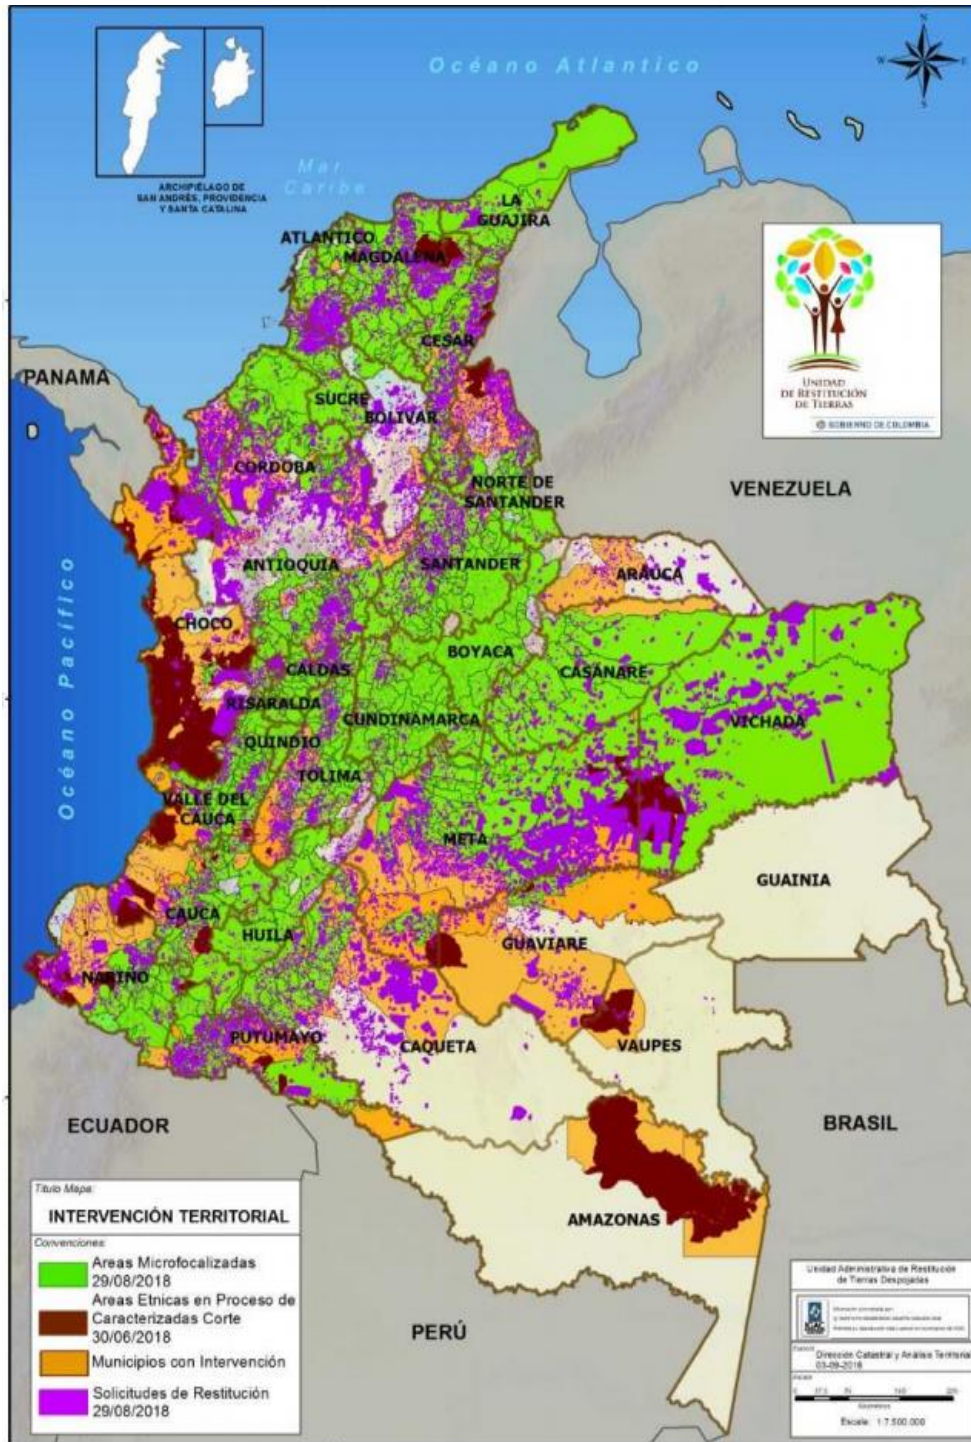 N
W
E
S
Océano Atlantico
Mar
Caribe
ARCHIPIÉLAGO DE
SAN ANDRÉS, PROVIDENCIA
Y SANTA CATALINA
LA
GUAJIRA
ATLANTICO
MAGDALENA
CESAR
UNIDAD
DE RESTITUCIÓN
DE TIERRAS
GOBIERNO DE COLOMBIA
PANAMA
SUCRE
BOLIVAR
CORDOBA
NORTE DE
SANTANDER
VENEZUELA
ANTIOQUIA
SANTANDER
ARAUCA
Océano Pacífico
CHOCO
BOYACA
CALDAS
CASANARE
RISARALDA
CUNDINAMARCA
VICHADA
QUINDIO
TOLIMA
VALLE DEL
CAUCA
META
GUAINIA
CAUCA
HUILA
GUAVIARE
NARIÑO
PUTUMAYO
CAQUETA
VAUPES
ECUADOR
BRASIL
AMAZONAS
PERÚ
Titulo Mapa:
INTERVENCIÓN TERRITORIAL
Convenciones:
Areas Microfocalizadas
29/08/2018
Areas Etnicas en Proceso de
Caracterizadas Corte
30/06/2018
Municipios con Intervención
Solicitudes de Restitución
29/08/2018
Unidad Administrativa de Restitución
de Tierras Despojadas
IGAC
Dirección Catastral y Análisis Territorial
03-09-2018
Escala: 1:7.500.000